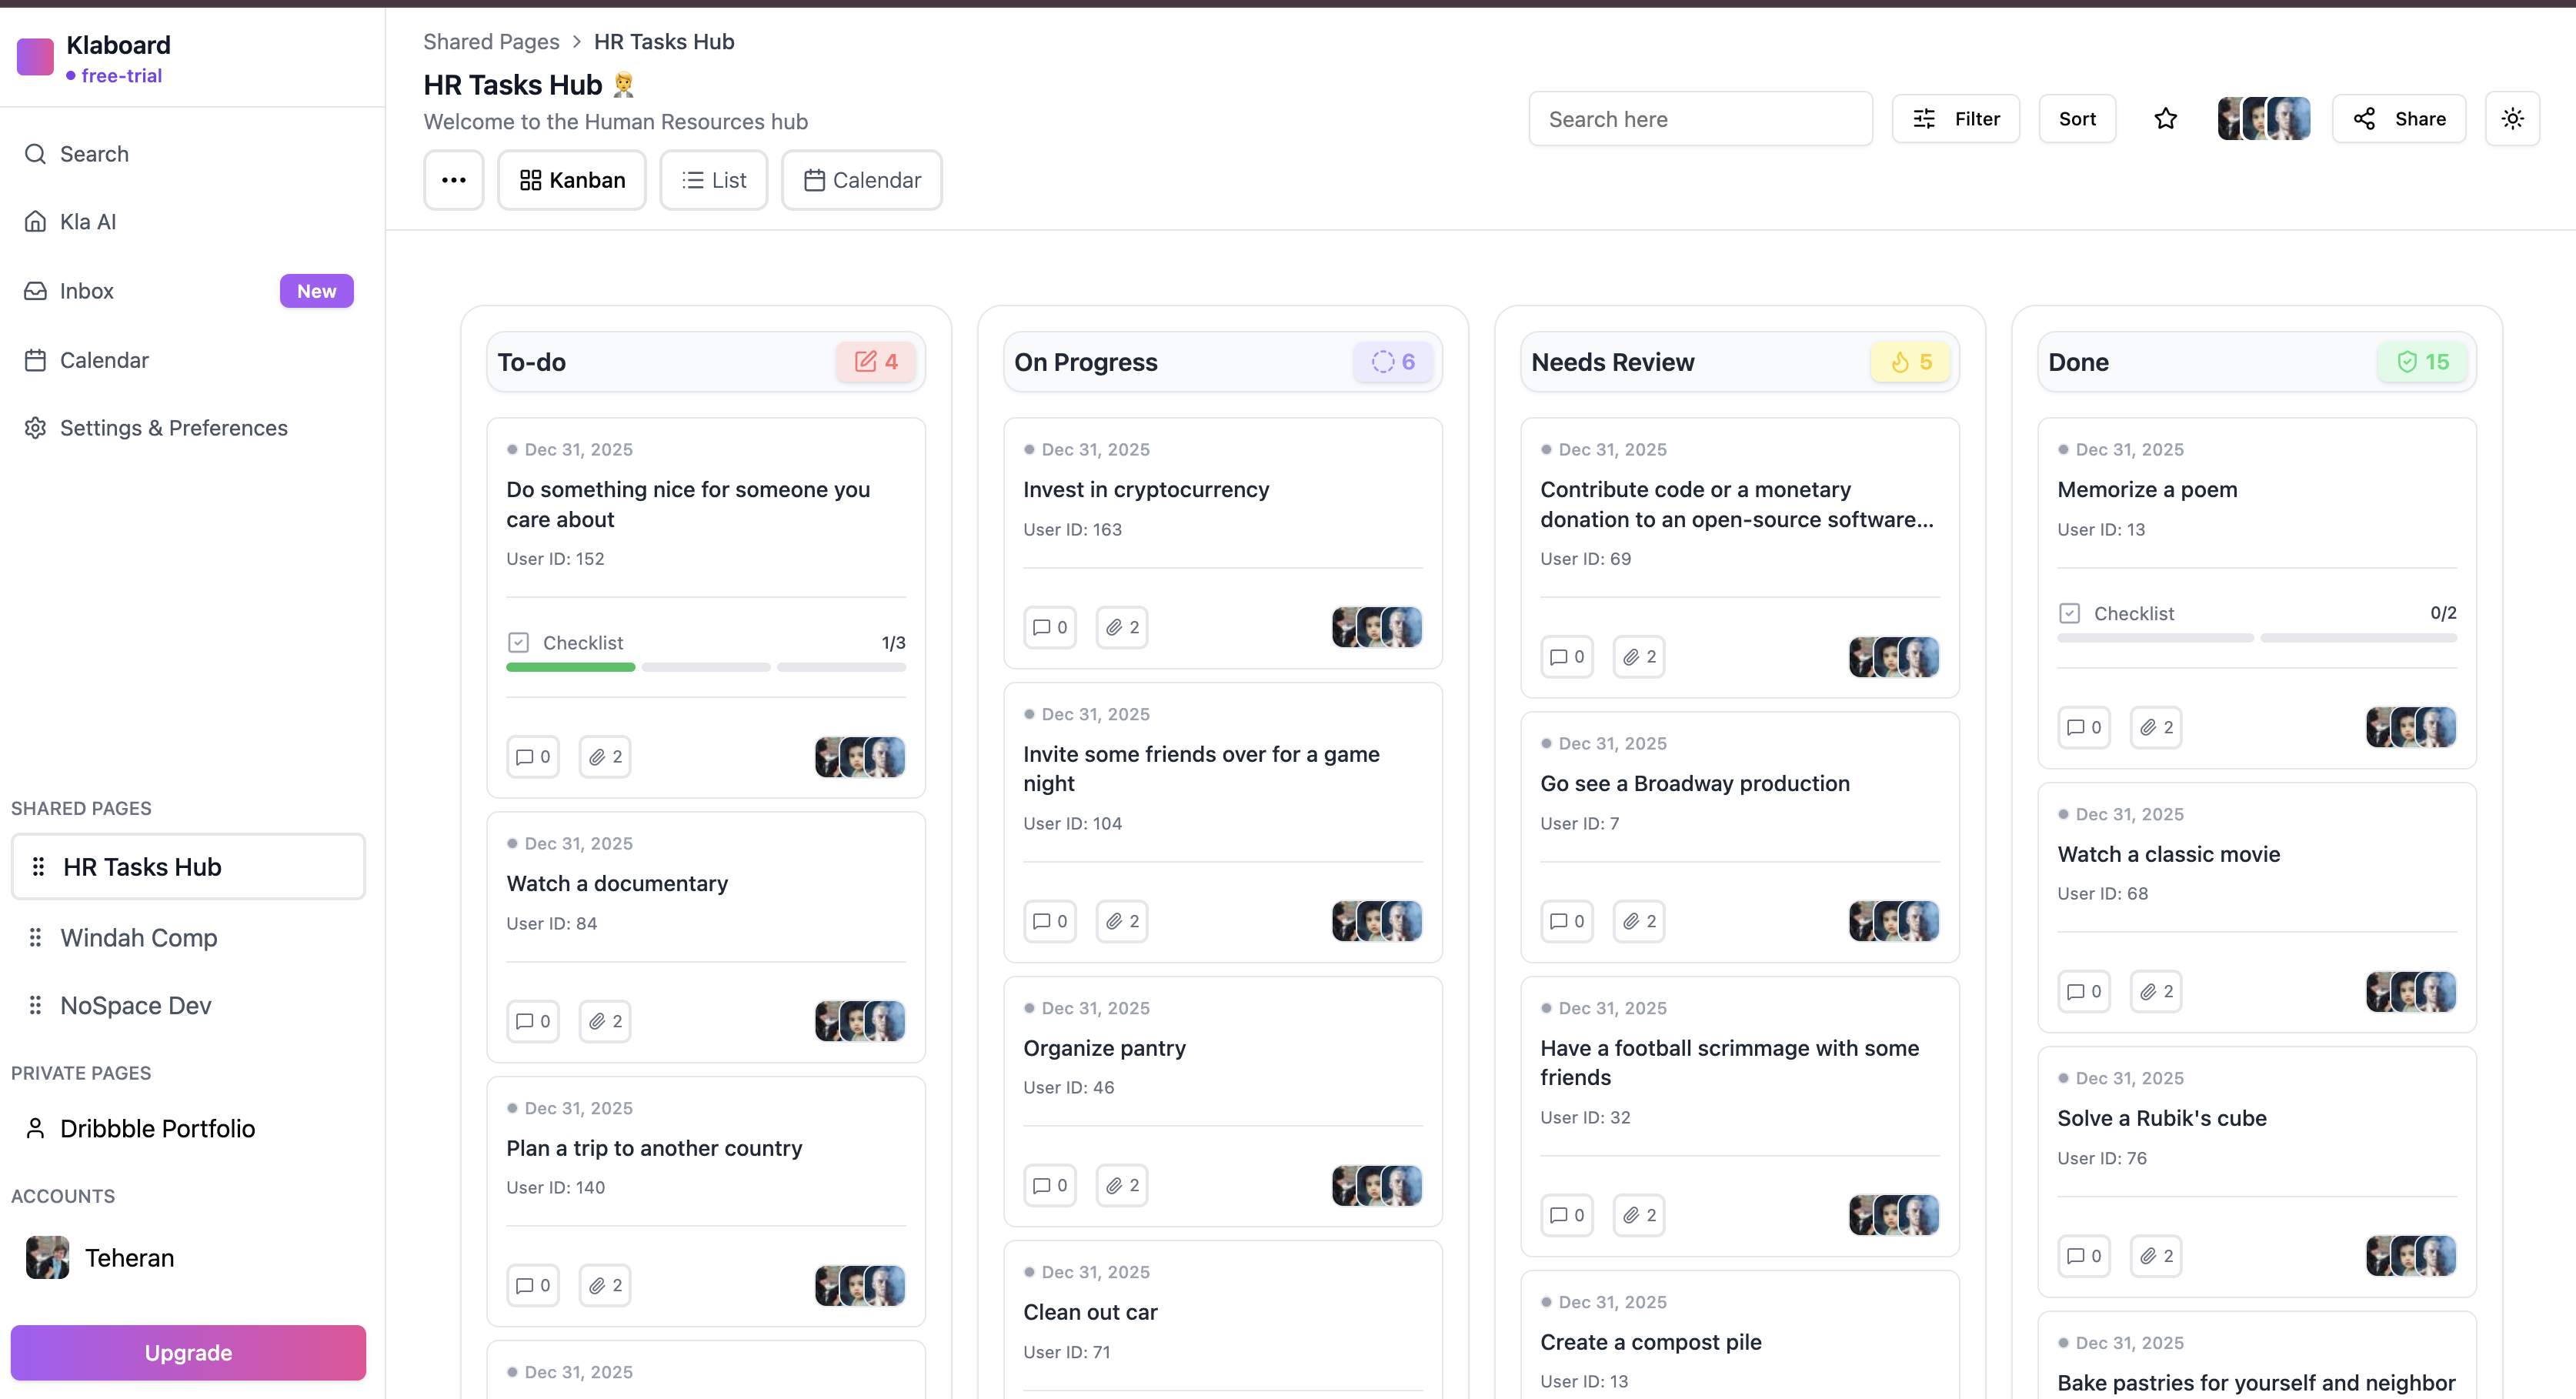 Klaboard
free-trial
Search
Kla AI
Inbox
New
Calendar
Settings & Preferences
SHARED PAGES
HR Tasks Hub
Windah Comp
NoSpace Dev
PRIVATE PAGES
Dribbble Portfolio
ACCOUNTS
Teheran
Upgrade
Shared Pages > HR Tasks Hub
HR Tasks Hub
Welcome to the Human Resources hub
Kanban
List
Calendar
Search here
Filter
Sort
Share
To-do
4
Dec 31, 2025
Do something nice for someone you
care about
User ID: 152
Checklist
1/3
0
2
Dec 31, 2025
Watch a documentary
User ID: 84
0
2
Dec 31, 2025
Plan a trip to another country
User ID: 140
0
2
Dec 31, 2025
On Progress
6
Dec 31, 2025
Invest in cryptocurrency
User ID: 163
0
2
Dec 31, 2025
Invite some friends over for a game
night
User ID: 104
0
2
Dec 31, 2025
Organize pantry
User ID: 46
0
2
Dec 31, 2025
Clean out car
User ID: 71
Needs Review
5
Dec 31, 2025
Contribute code or a monetary
donation to an open-source software...
User ID: 69
0
2
Dec 31, 2025
Go see a Broadway production
User ID: 7
0
2
Dec 31, 2025
Have a football scrimmage with some
friends
User ID: 32
0
2
Dec 31, 2025
Create a compost pile
User ID: 13
Done
15
Dec 31, 2025
Memorize a poem
User ID: 13
Checklist
0/2
0
2
Dec 31, 2025
Watch a classic movie
User ID: 68
0
2
Dec 31, 2025
Solve a Rubik's cube
User ID: 76
0
2
Dec 31, 2025
Bake pastries for yourself and neighbor